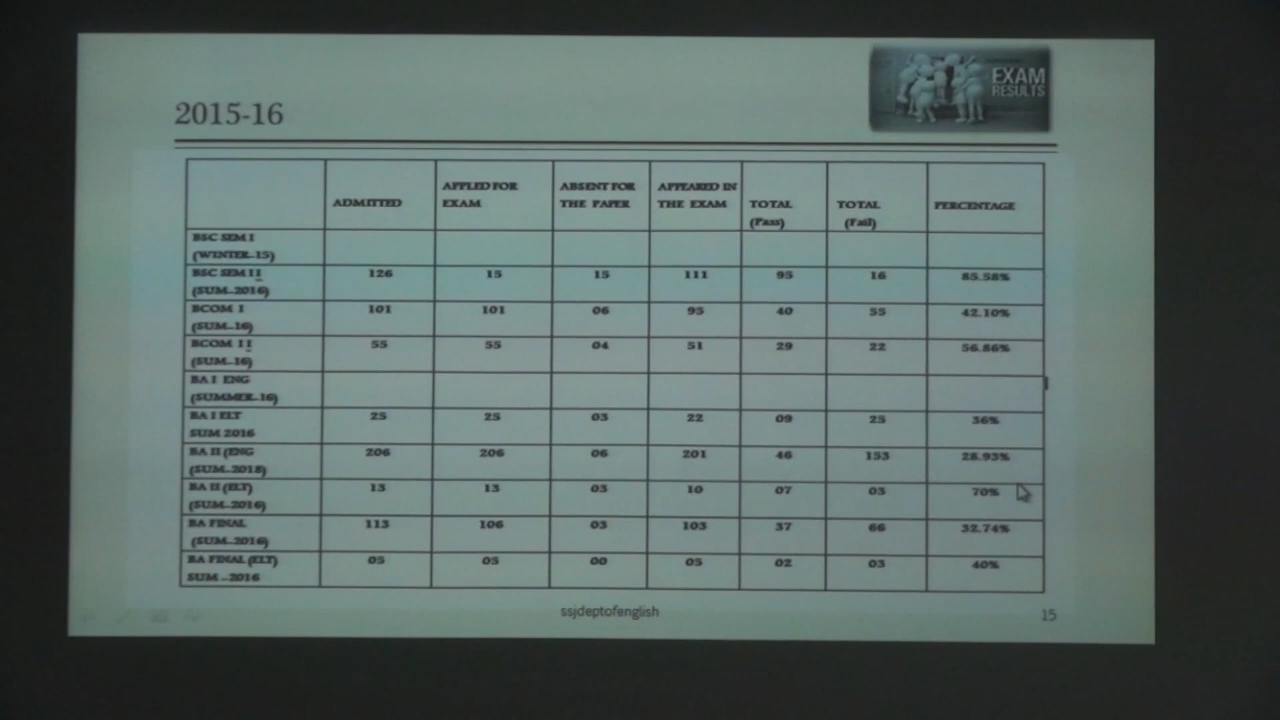 EXAM
RESULTS
2015-16
ADMITTED
APPLED FOR
EXAM
ABSENT FOR
THE PAPER
APPEARED IN
THE EXAM
TOTAL
(Pass)
TOTAL
(Fail)
PERCENTAGE
BSC SEM I
(WINTER-15)
BSC SEM II
(SUM-2016)
126 15 15 111 95 16 85.58%
BCOM I
(SUM-16)
101 101 06 95 40 55 42.10%
BCOM II
(SUM-16)
55 55 04 51 29 22 56.86%
BA I ENG
(SUMMER-16)
BA I ELT
SUM 2016
25 25 03 22 09 25 36%
BA II (ENG
(SUM-2018)
206 206 06 201 46 153 28.93%
BA II (ELT)
(SUM-2016)
13 13 03 10 07 03 70%
BA FINAL
(SUM-2016)
113 106 03 103 37 66 32.74%
BA FINAL (ELT)
SUM -2016
05 05 00 05 02 03 40%
ssjdeptofenglish
15